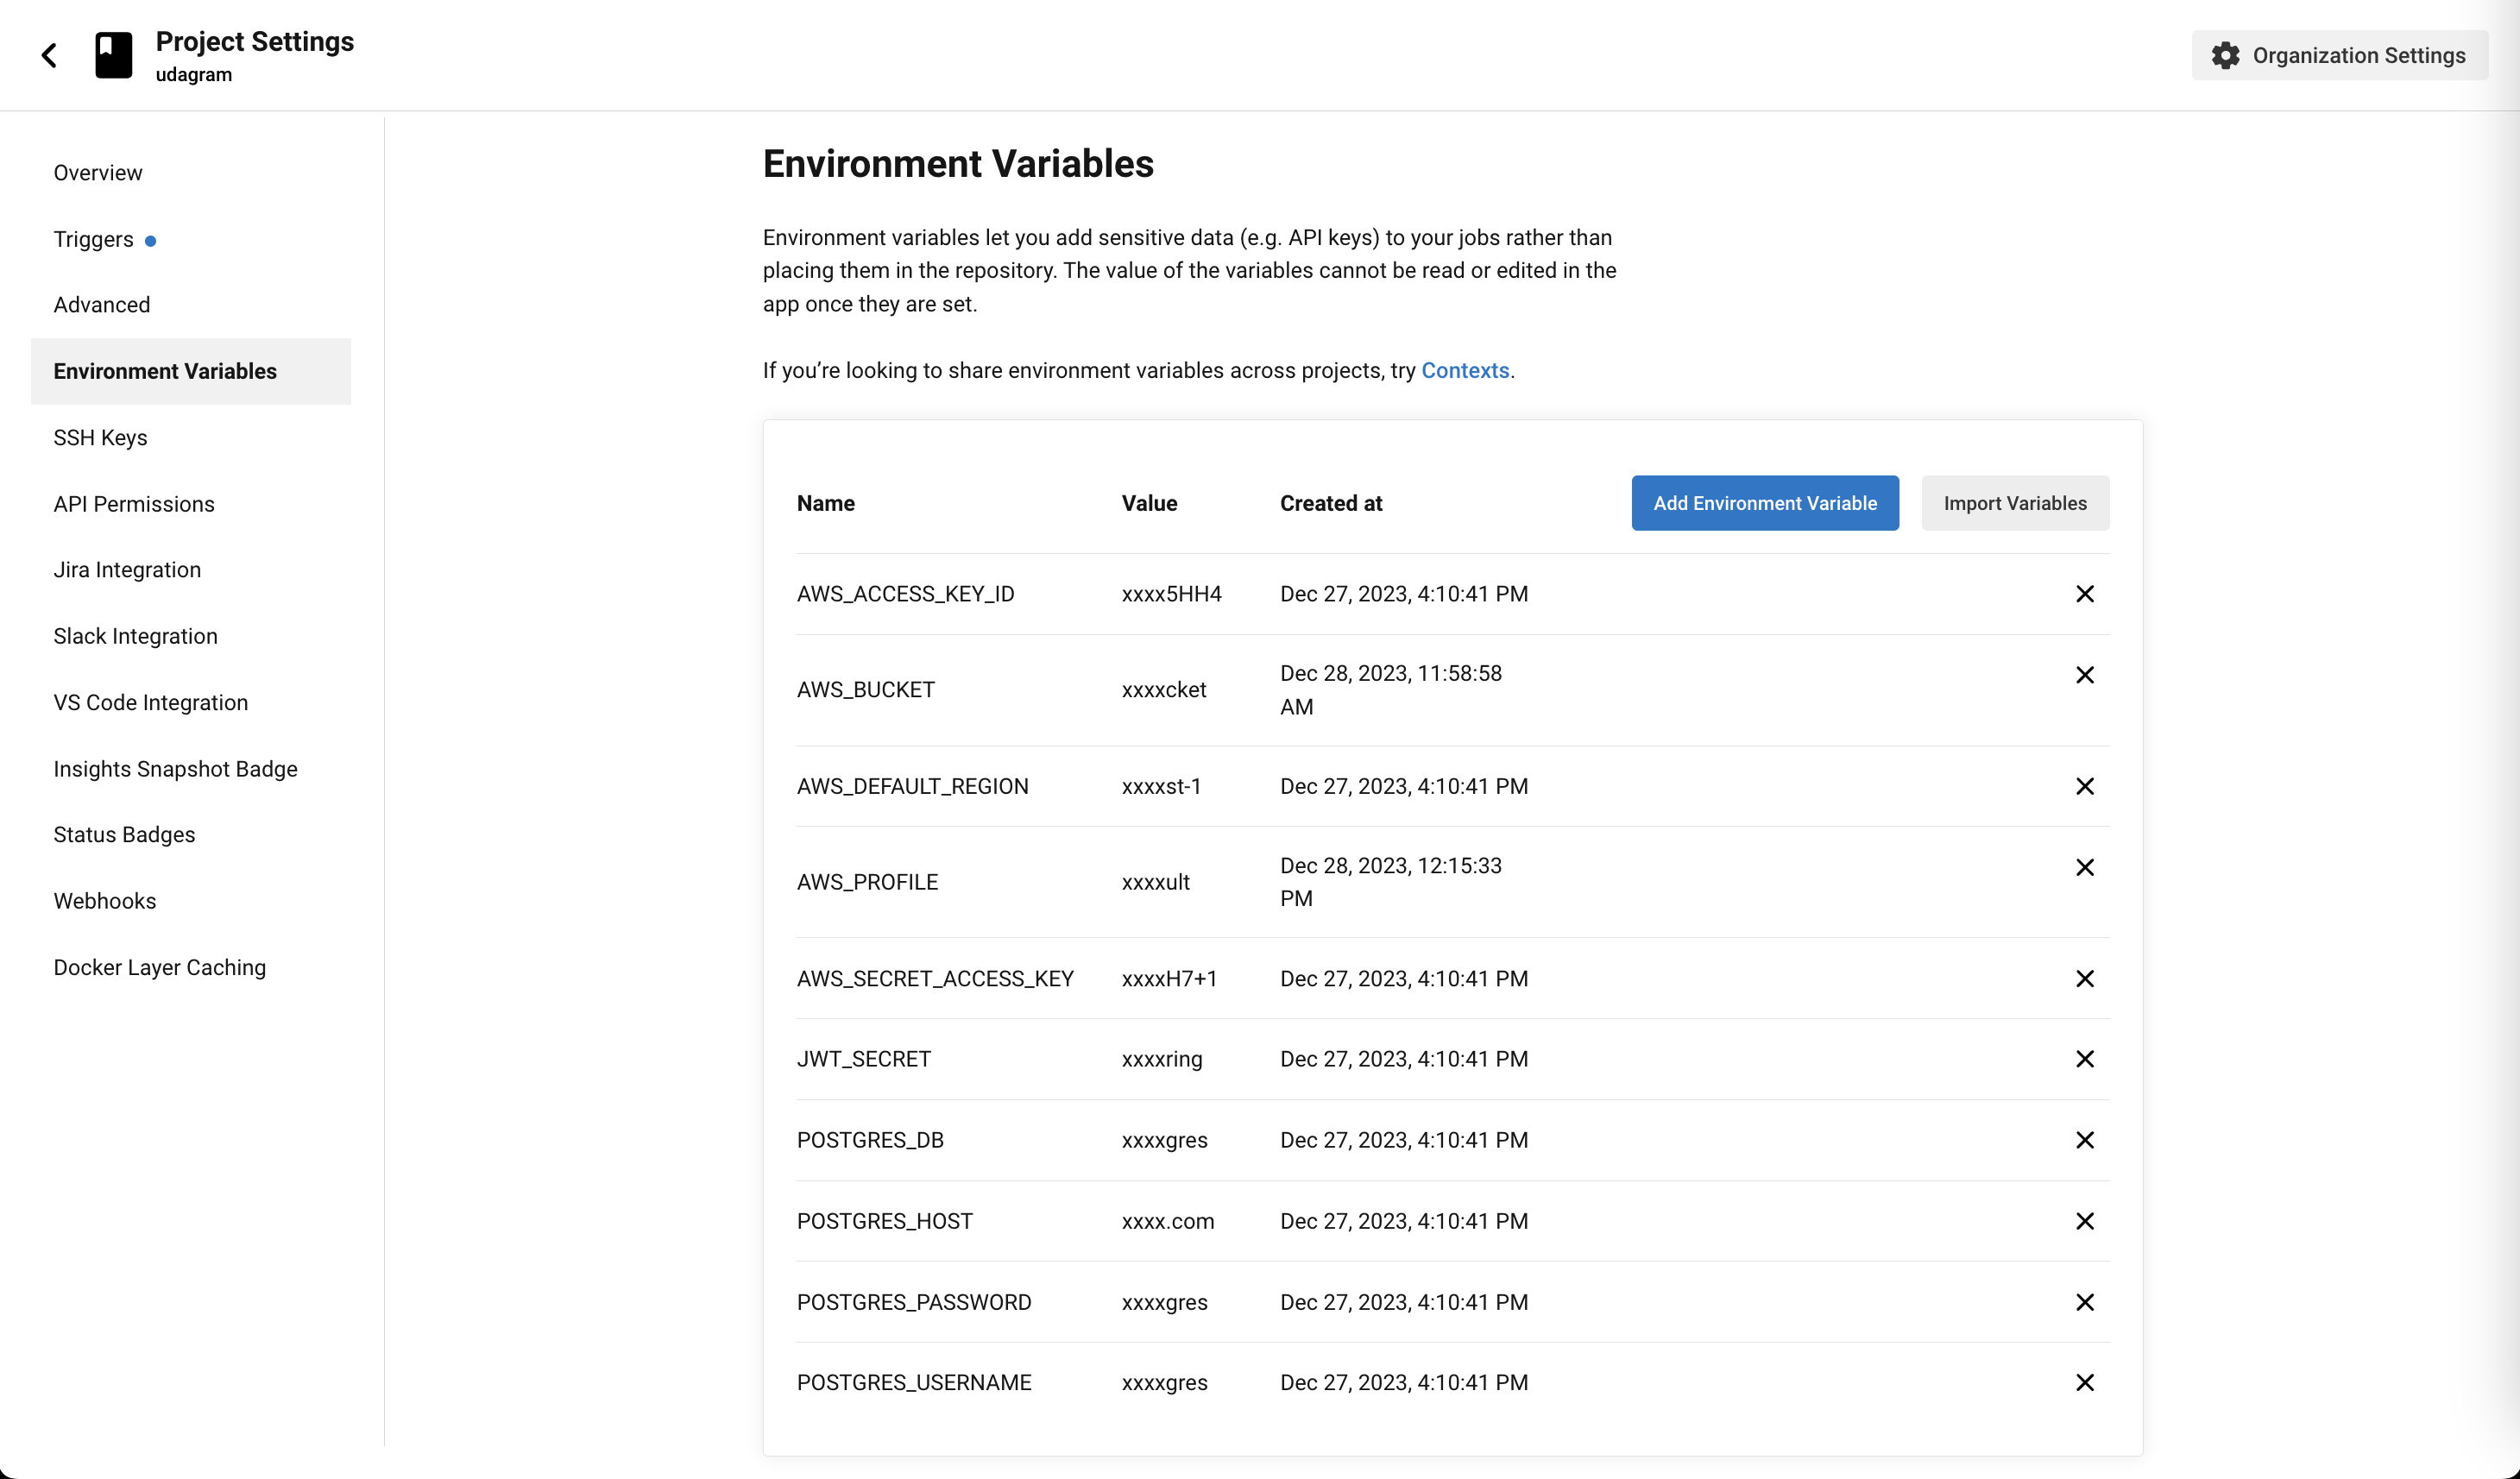 Project Settings
udagram
Organization Settings
Overview
Triggers
Advanced
Environment Variables
SSH Keys
API Permissions
Jira Integration
Slack Integration
VS Code Integration
Insights Snapshot Badge
Status Badges
Webhooks
Docker Layer Caching
Environment Variables
Environment variables let you add sensitive data (e.g. API keys) to your jobs rather than
placing them in the repository. The value of the variables cannot be read or edited in the
app once they are set.
If you’re looking to share environment variables across projects, try Contexts.
Name Value Created at Add Environment Variable Import Variables
AWS_ACCESS_KEY_ID xxxx5HH4 Dec 27, 2023, 4:10:41 PM
AWS_BUCKET xxxxcket Dec 28, 2023, 11:58:58
AM
AWS_DEFAULT_REGION xxxxst-1 Dec 27, 2023, 4:10:41 PM
AWS_PROFILE xxxxult Dec 28, 2023, 12:15:33
PM
AWS_SECRET_ACCESS_KEY xxxxH7+1 Dec 27, 2023, 4:10:41 PM
JWT_SECRET xxxxring Dec 27, 2023, 4:10:41 PM
POSTGRES_DB xxxxgres Dec 27, 2023, 4:10:41 PM
POSTGRES_HOST xxxx.com Dec 27, 2023, 4:10:41 PM
POSTGRES_PASSWORD xxxxgres Dec 27, 2023, 4:10:41 PM
POSTGRES_USERNAME xxxxgres Dec 27, 2023, 4:10:41 PM